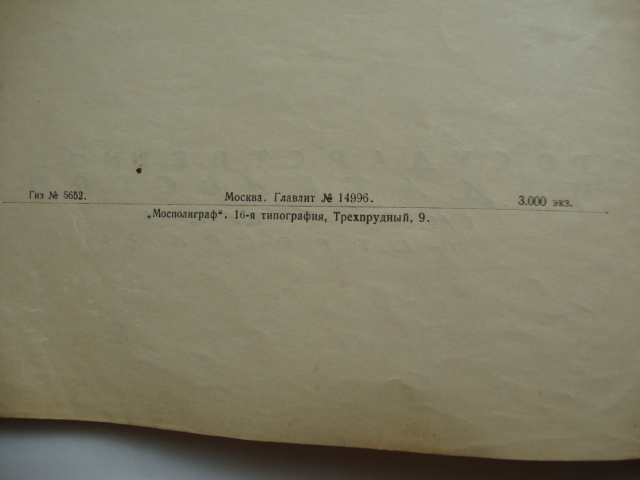 Гиз № 5652. Москва. Главлит № 14996. 3.000 экз.
„Мосполиграф“. 16-я типография, Трехпрудный, 9.